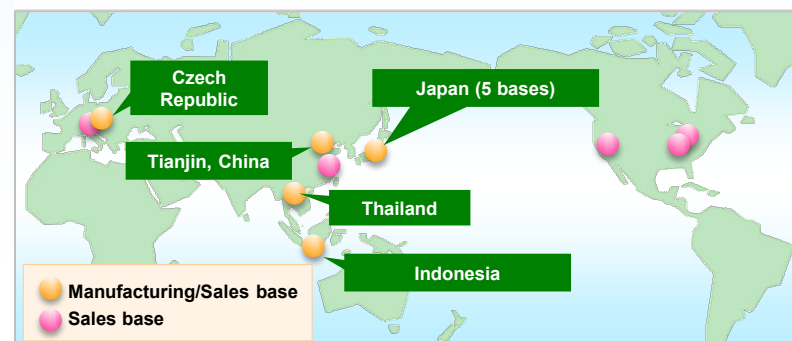 Czech
Republic
Japan (5 bases)
Tianjin, China
Thailand
Indonesia
Manufacturing/Sales base
Sales base